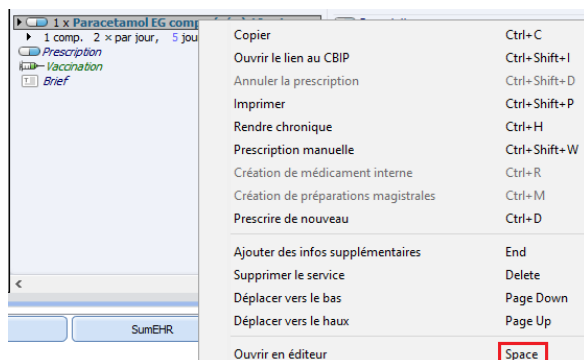 1 x Paracetamol EG comp
1 comp. 2 × par jour, 5 jou
Prescription
Vaccination
Brief
Copier Ctrl+C
Ouvrir le lien au CBIP Ctrl+Shift+I
Annuler la prescription Ctrl+Shift+D
Imprimer Ctrl+Shift+P
Rendre chronique Ctrl+H
Prescription manuelle Ctrl+Shift+W
Création de médicament interne Ctrl+R
Création de préparations magistrales Ctrl+M
Prescrire de nouveau Ctrl+D
Ajouter des infos supplémentaires End
Supprimer le service Delete
Déplacer vers le bas Page Down
Déplacer vers le haux Page Up
Ouvrir en éditeur Space
SumEHR